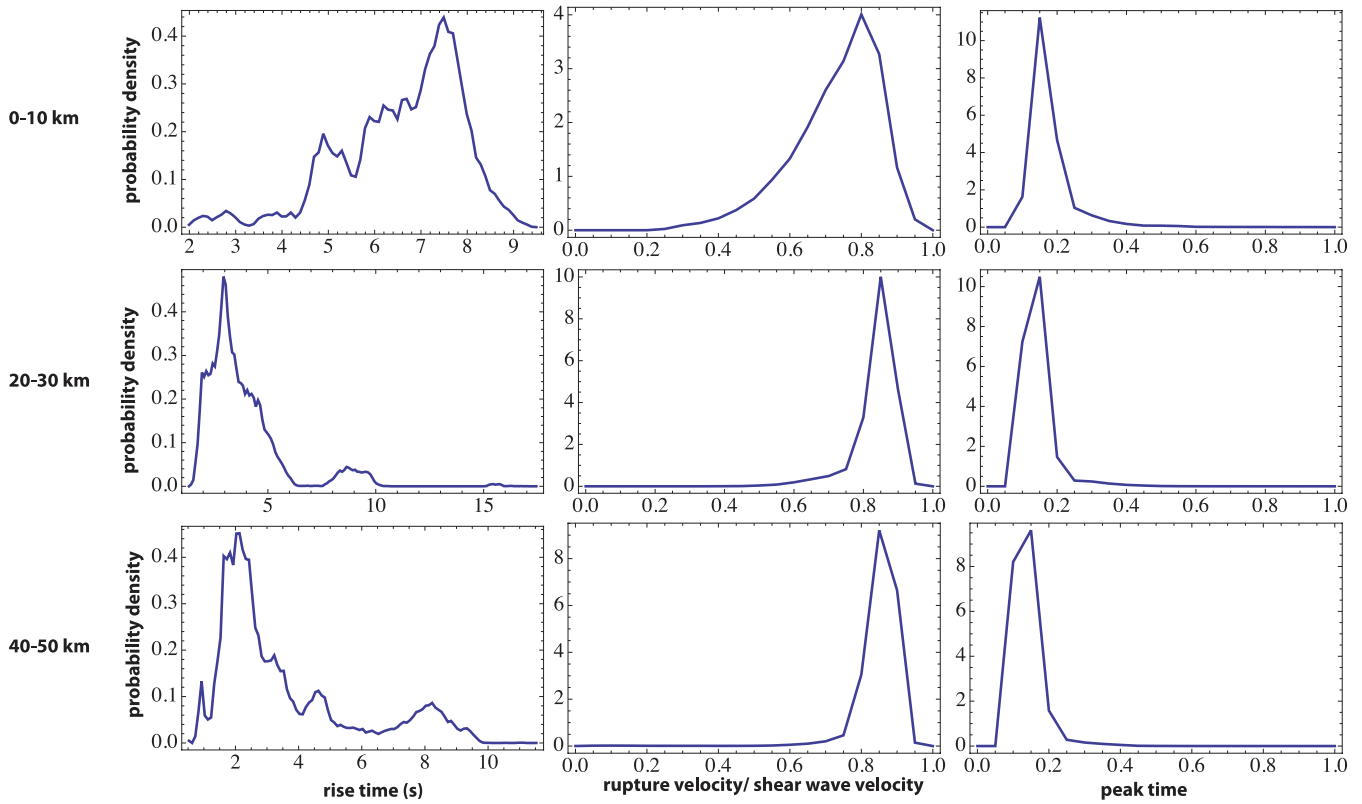 0-10 km
probability density
0.0 0.1 0.2 0.3 0.4
2 3 4 5 6 7 8 9
0 1 2 3 4
0.0 0.2 0.4 0.6 0.8 1.0
0 2 4 6 8 10
0.0 0.2 0.4 0.6 0.8 1.0
20-30 km
probability density
0.0 0.1 0.2 0.3 0.4
5 10 15
0 2 4 6 8 10
0.0 0.2 0.4 0.6 0.8 1.0
0 2 4 6 8 10
0.0 0.2 0.4 0.6 0.8 1.0
40-50 km
probability density
0.0 0.1 0.2 0.3 0.4
2 4 6 8 10
0 2 4 6 8
0.0 0.2 0.4 0.6 0.8 1.0
0 2 4 6 8
0.0 0.2 0.4 0.6 0.8 1.0
rise time (s)
rupture velocity/ shear wave velocity
peak time